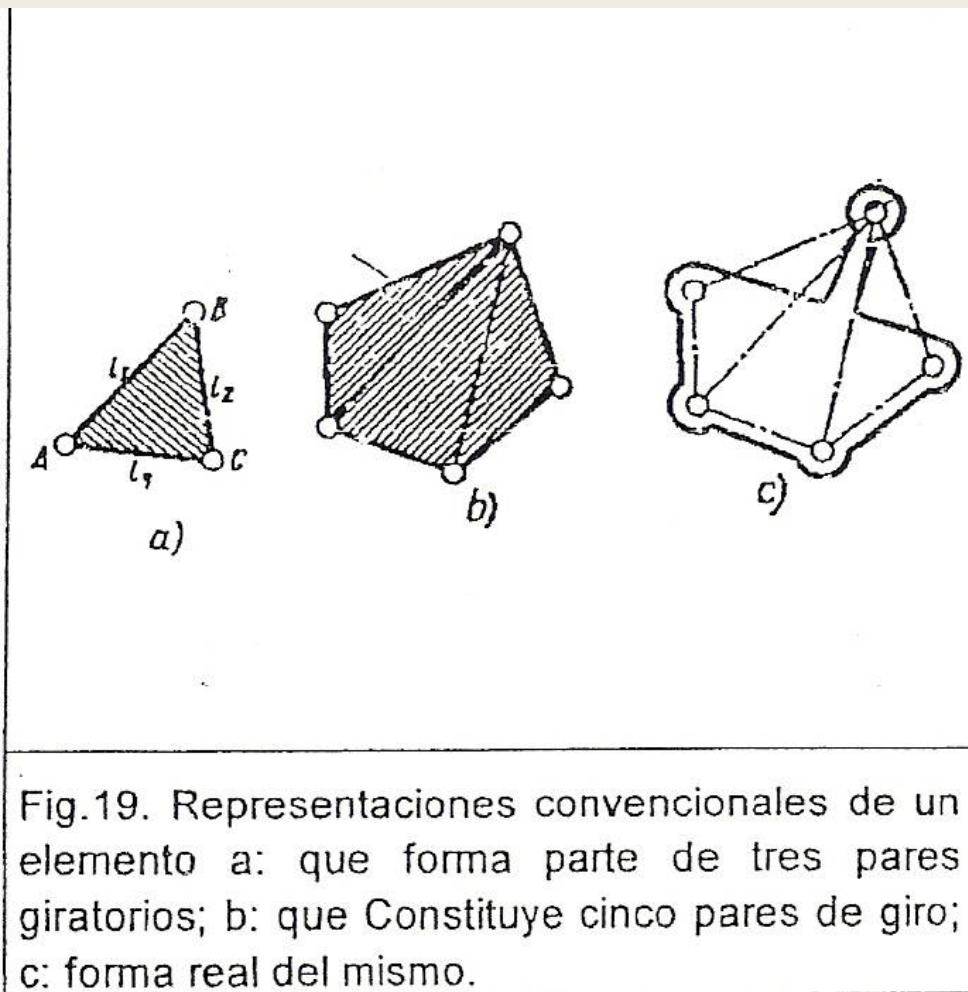 B
l₁
l₂
A
C
a)
b)
c)
Fig.19. Representaciones convencionales de un
elemento a: que forma parte de tres pares
giratorios; b: que Constituye cinco pares de giro;
c: forma real del mismo.